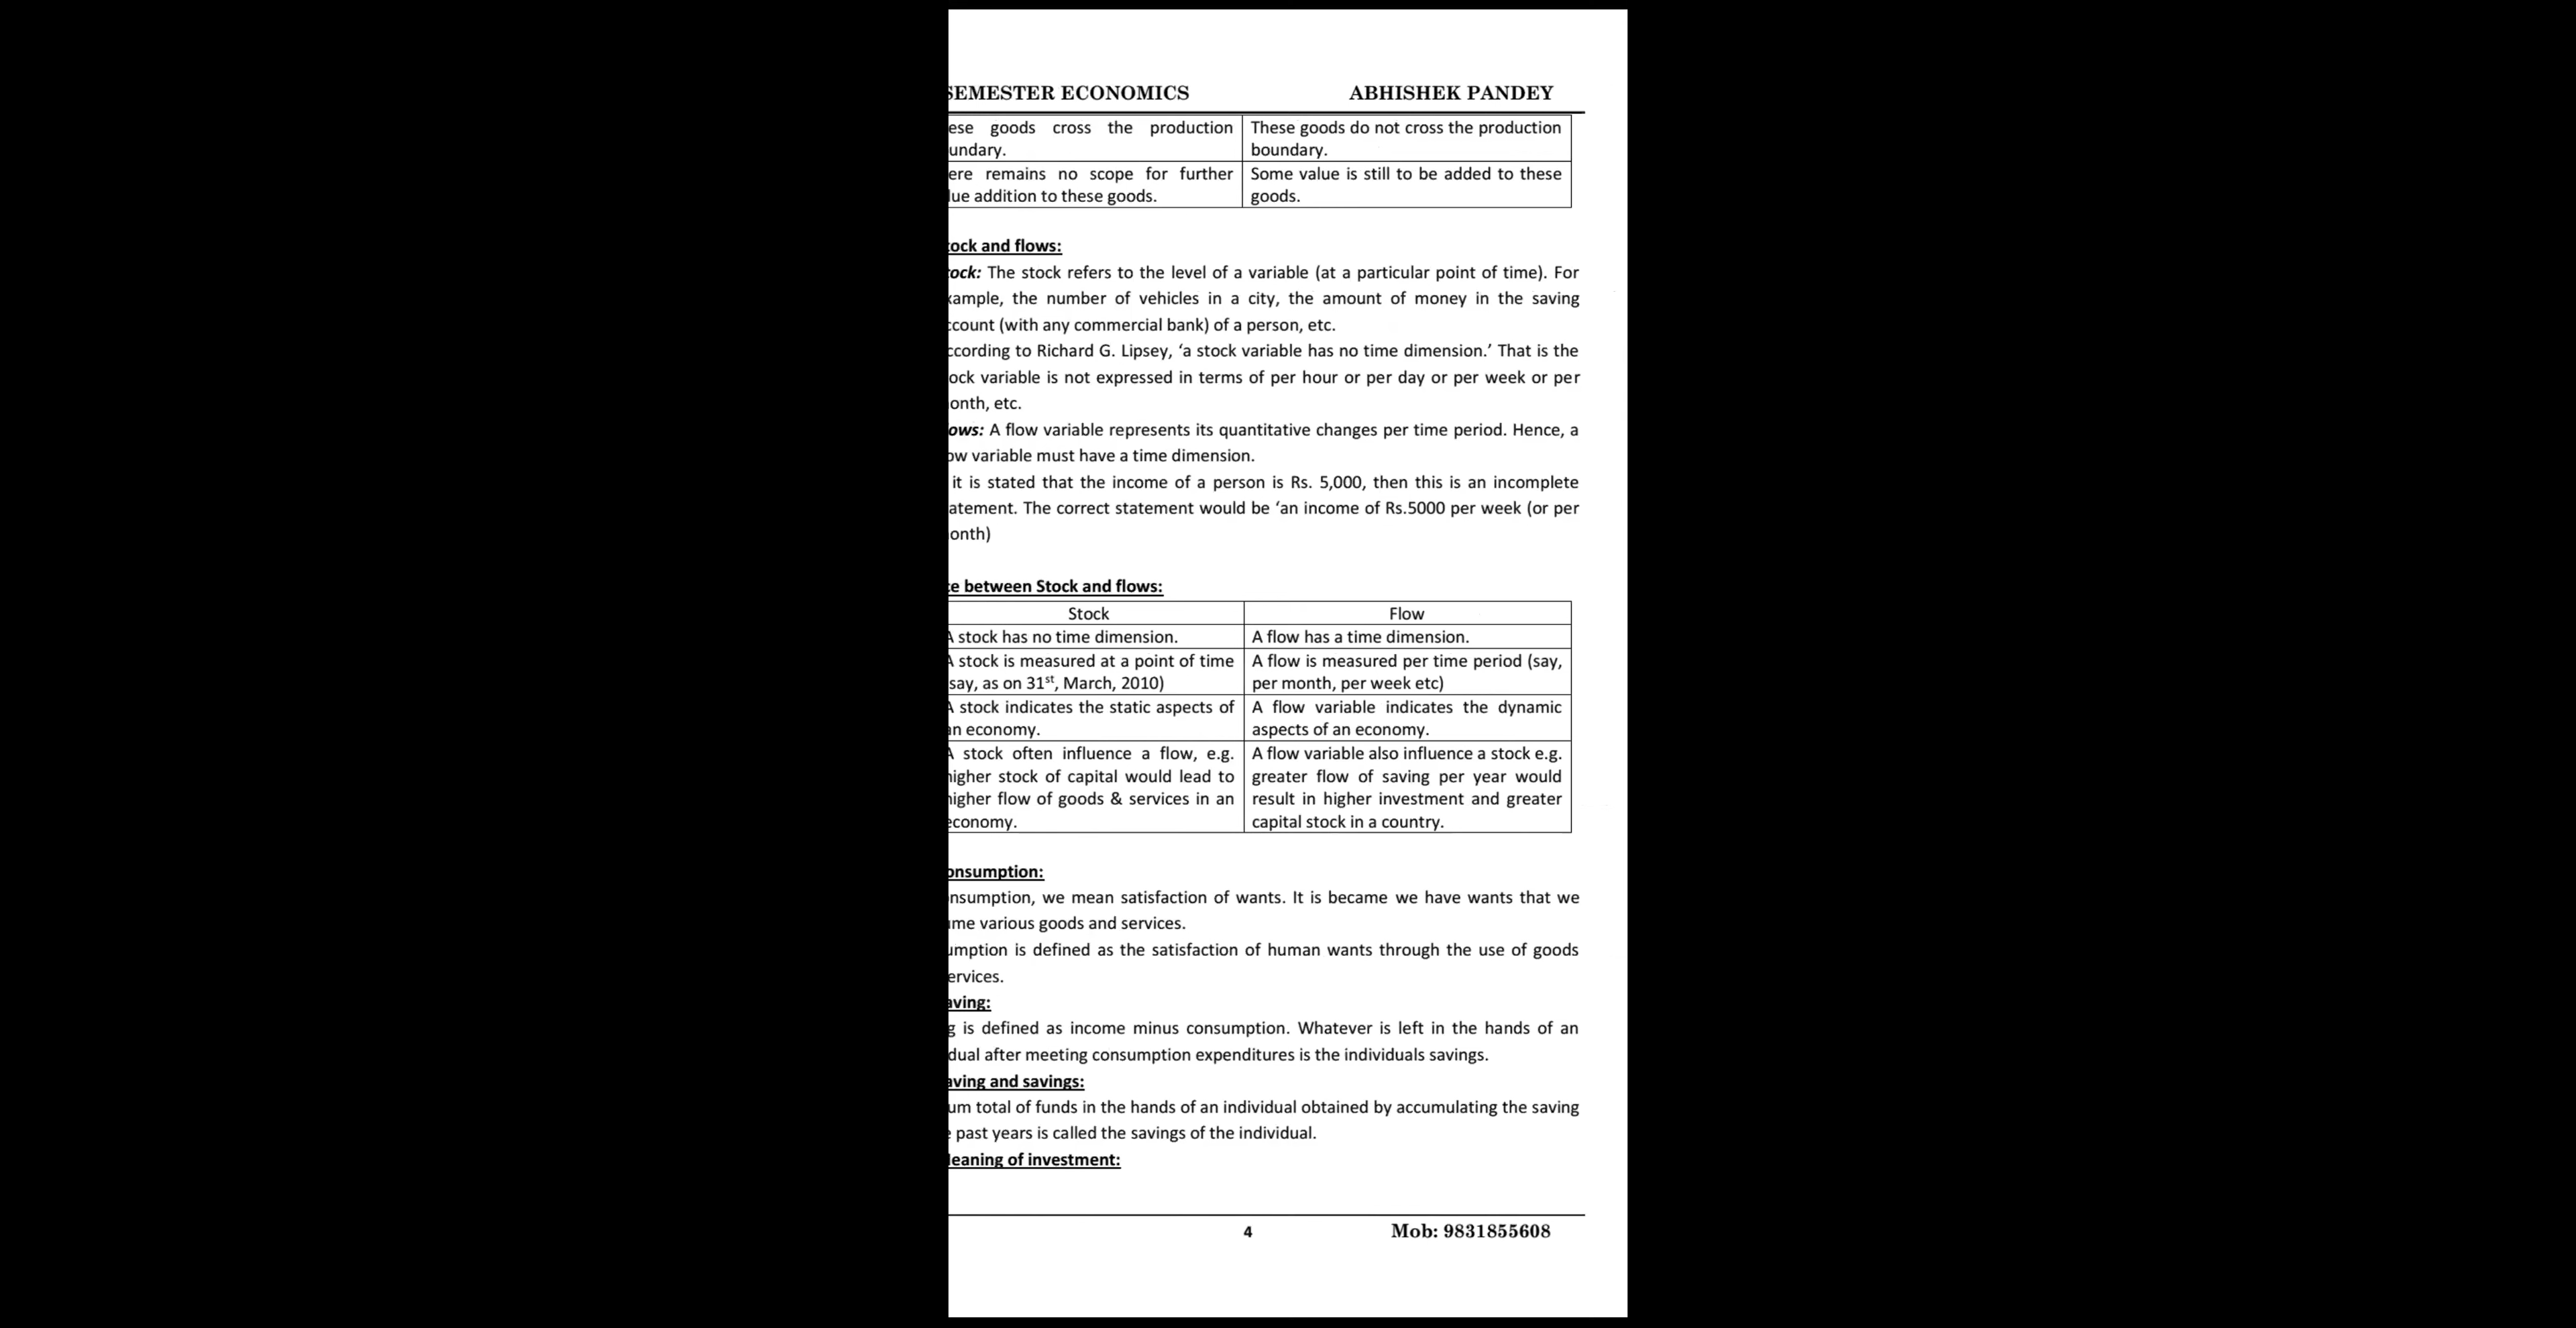 SEMESTER ECONOMICS ABHISHEK PANDEY
ese goods cross the production These goods do not cross the production
undary. boundary.
ere remains no scope for further Some value is still to be added to these
lue addition to these goods. goods.
tock and flows:
tock: The stock refers to the level of a variable (at a particular point of time). For
xample, the number of vehicles in a city, the amount of money in the saving
ccount (with any commercial bank) of a person, etc.
ccording to Richard G. Lipsey, ‘a stock variable has no time dimension.’ That is the
ock variable is not expressed in terms of per hour or per day or per week or per
onth, etc.
ows: A flow variable represents its quantitative changes per time period. Hence, a
ow variable must have a time dimension.
it is stated that the income of a person is Rs. 5,000, then this is an incomplete
atement. The correct statement would be ‘an income of Rs.5000 per week (or per
onth)
ce between Stock and flows:
Stock Flow
A stock has no time dimension. A flow has a time dimension.
A stock is measured at a point of time A flow is measured per time period (say,
say, as on 31st, March, 2010) per month, per week etc)
A stock indicates the static aspects of A flow variable indicates the dynamic
an economy. aspects of an economy.
A stock often influence a flow, e.g. A flow variable also influence a stock e.g.
higher stock of capital would lead to greater flow of saving per year would
higher flow of goods & services in an result in higher investment and greater
economy. capital stock in a country.
onsumption:
nsumption, we mean satisfaction of wants. It is became we have wants that we
ume various goods and services.
umption is defined as the satisfaction of human wants through the use of goods
ervices.
aving:
g is defined as income minus consumption. Whatever is left in the hands of an
dual after meeting consumption expenditures is the individuals savings.
aving and savings:
um total of funds in the hands of an individual obtained by accumulating the saving
e past years is called the savings of the individual.
eaning of investment:
4 Mob: 9831855608